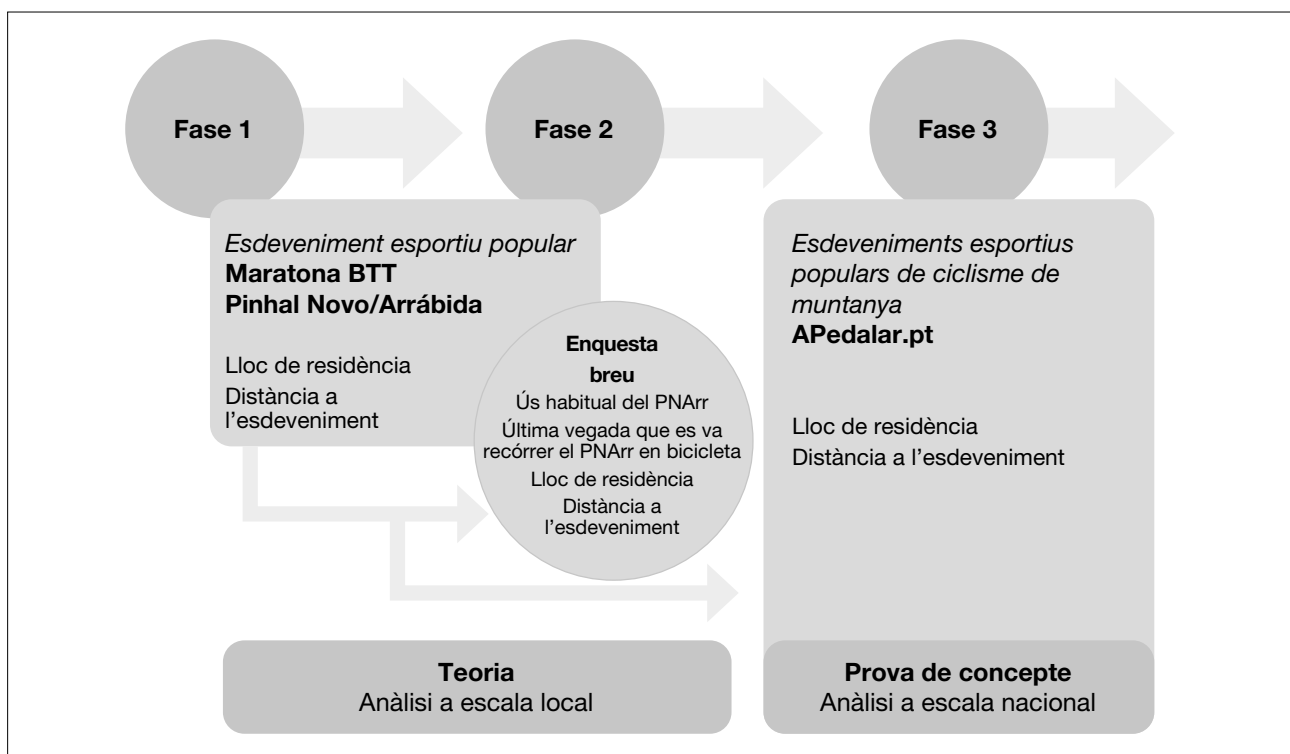 Fase 1
Fase 2
Fase 3
Esdeveniment esportiu popular
Maratona BTT
Pinhal Novo/Arrábida
Lloc de residència
Distància a
l’esdeveniment
Enquesta
breu
Ús habitual del PNArr
Última vegada que es va
recórrer el PNArr en bicicleta
Lloc de residència
Distància a
l’esdeveniment
Esdeveniments esportius
populars de ciclisme de
muntanya
APedalar.pt
Lloc de residència
Distància a l’esdeveniment
Teoria
Anàlisi a escala local
Prova de concepte
Anàlisi a escala nacional